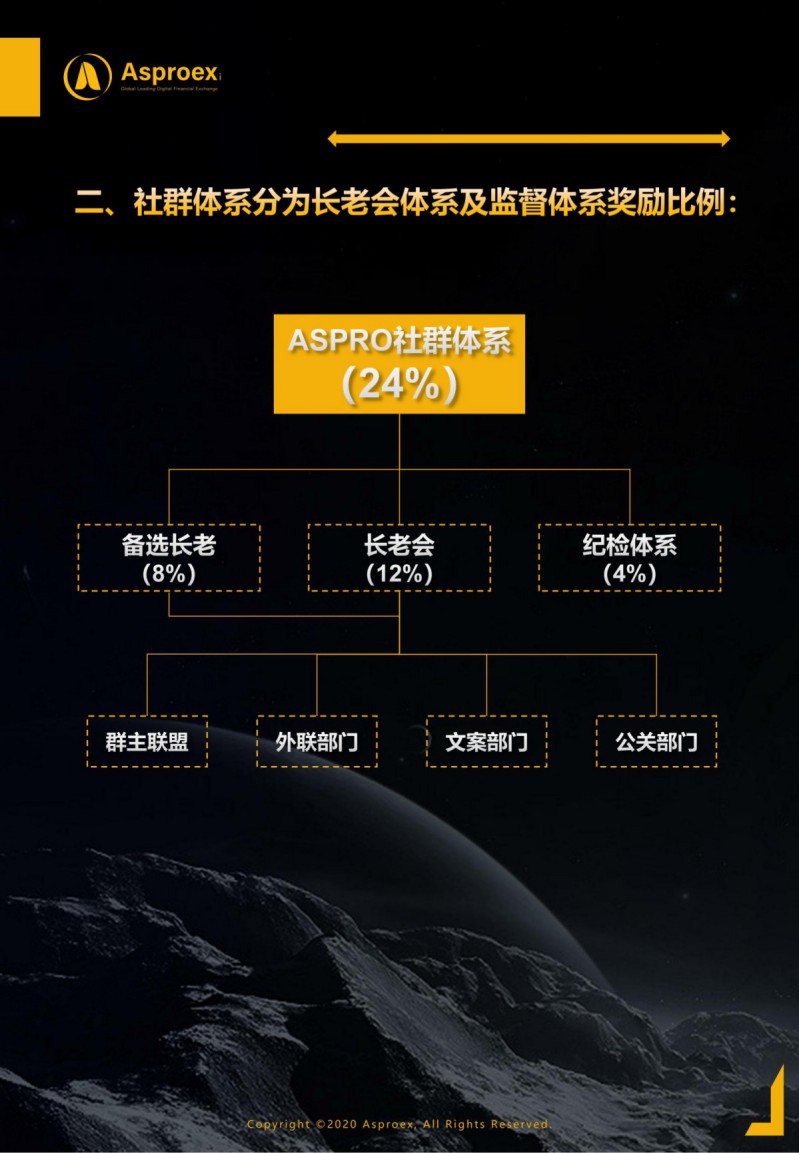 Asproex
Global Leading Digital Financial Exchange
二、社群体系分为长老会体系及监督体系奖励比例：
ASPRO社群体系
（24%）
备选长老
（8%）
长老会
（12%）
纪检体系
（4%）
群主联盟
外联部门
文案部门
公关部门
Copyright ©2020 Asproex, All Rights Reserved.